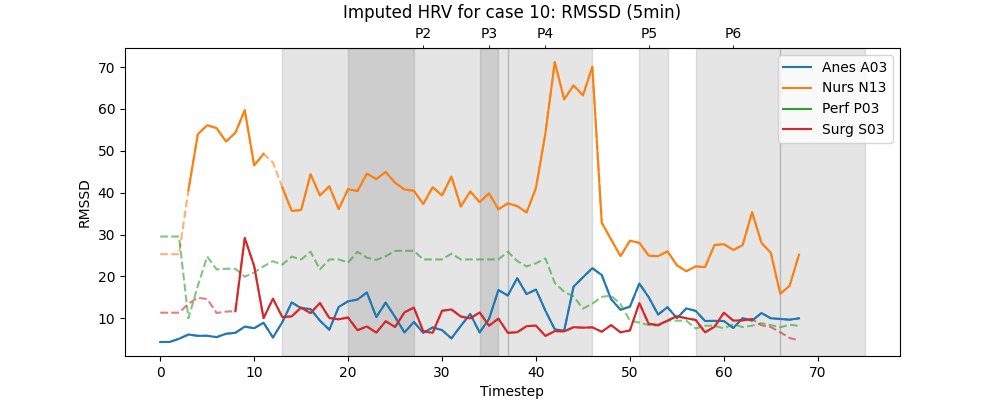 Imputed HRV for case 10: RMSSD (5min)
P2 P3 P4 P5 P6
Anes A03
Nurs N13
Perf P03
Surg S03
RMSSD
70
60
50
40
30
20
10
0 10 20 30 40 50 60 70
Timestep